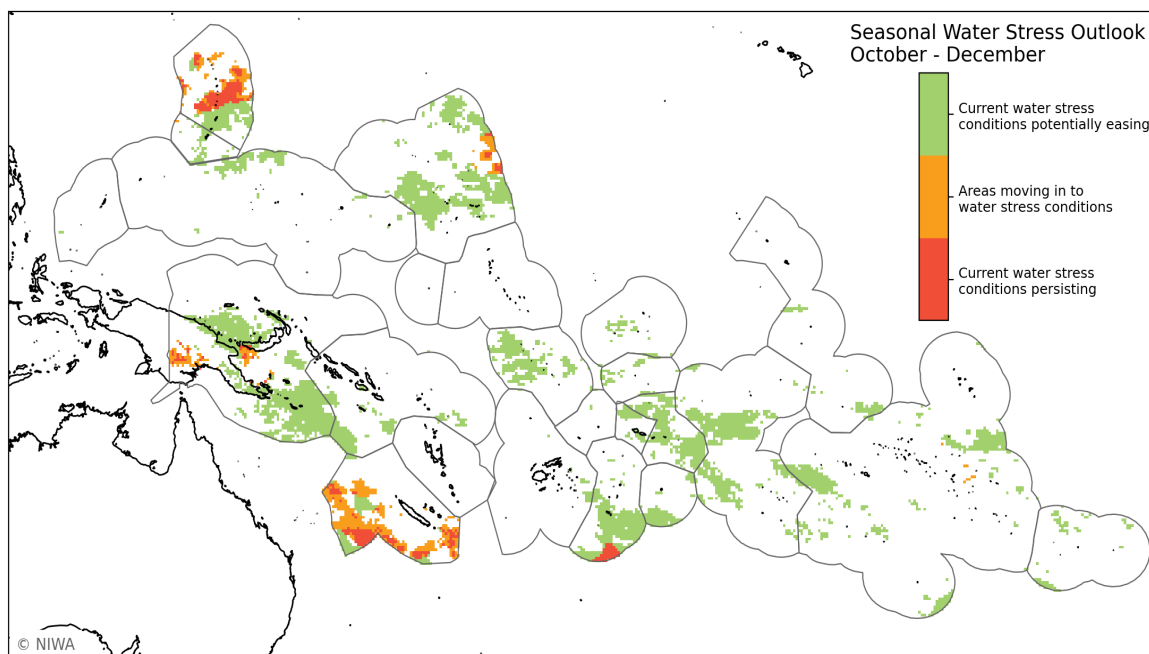 Seasonal Water Stress Outlook
October - December
Current water stress
conditions potentially easing
Areas moving in to
water stress conditions
Current water stress
conditions persisting
© NIWA